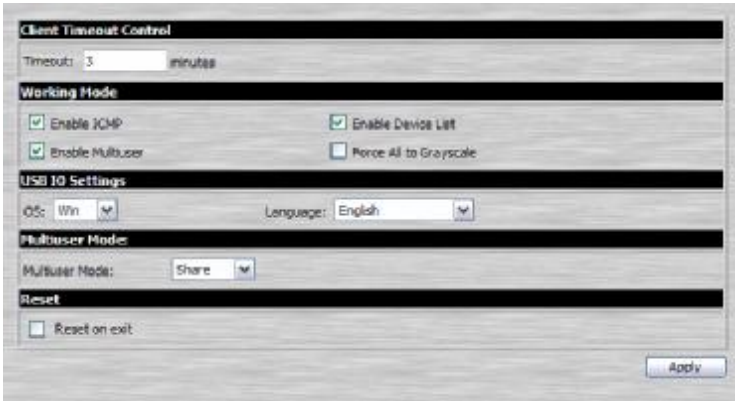 Client Timeout Control
Timeout: 3 minutes
Working Mode
Enable ICMP Enable Device List
Enable Multiuser Force All to Grayscale
USB IO Settings
OS: Win Language: English
Multiuser Mode:
Multiuser Mode: Share
Reset
Reset on exit
Apply